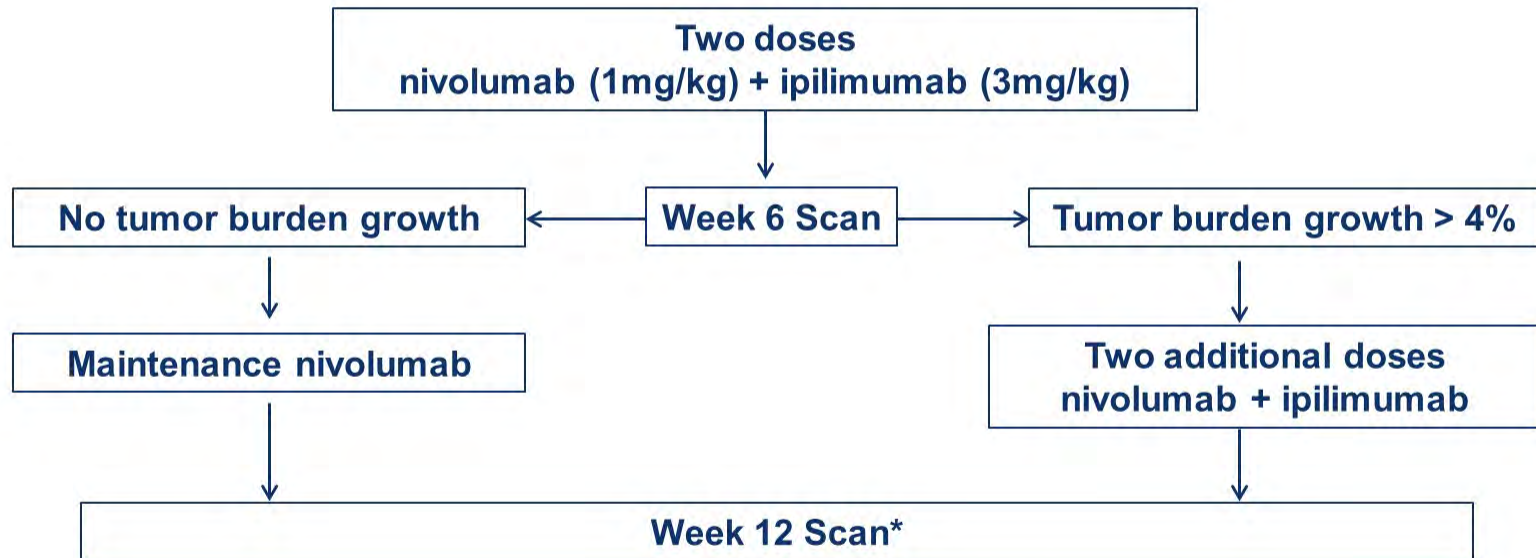 Two doses
nivolumab (1mg/kg) + ipilimumab (3mg/kg)
No tumor burden growth
Week 6 Scan
Tumor burden growth > 4%
Maintenance nivolumab
Two additional doses
nivolumab + ipilimumab
Week 12 Scan*